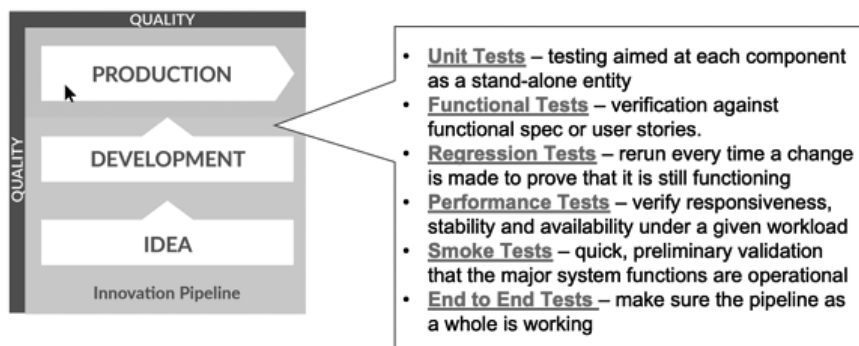 QUALITY
QUALITY
PRODUCTION
DEVELOPMENT
IDEA
Innovation Pipeline
• Unit Tests – testing aimed at each component
as a stand-alone entity
• Functional Tests – verification against
functional spec or user stories.
• Regression Tests – rerun every time a change
is made to prove that it is still functioning
• Performance Tests – verify responsiveness,
stability and availability under a given workload
• Smoke Tests – quick, preliminary validation
that the major system functions are operational
• End to End Tests – make sure the pipeline as
a whole is working